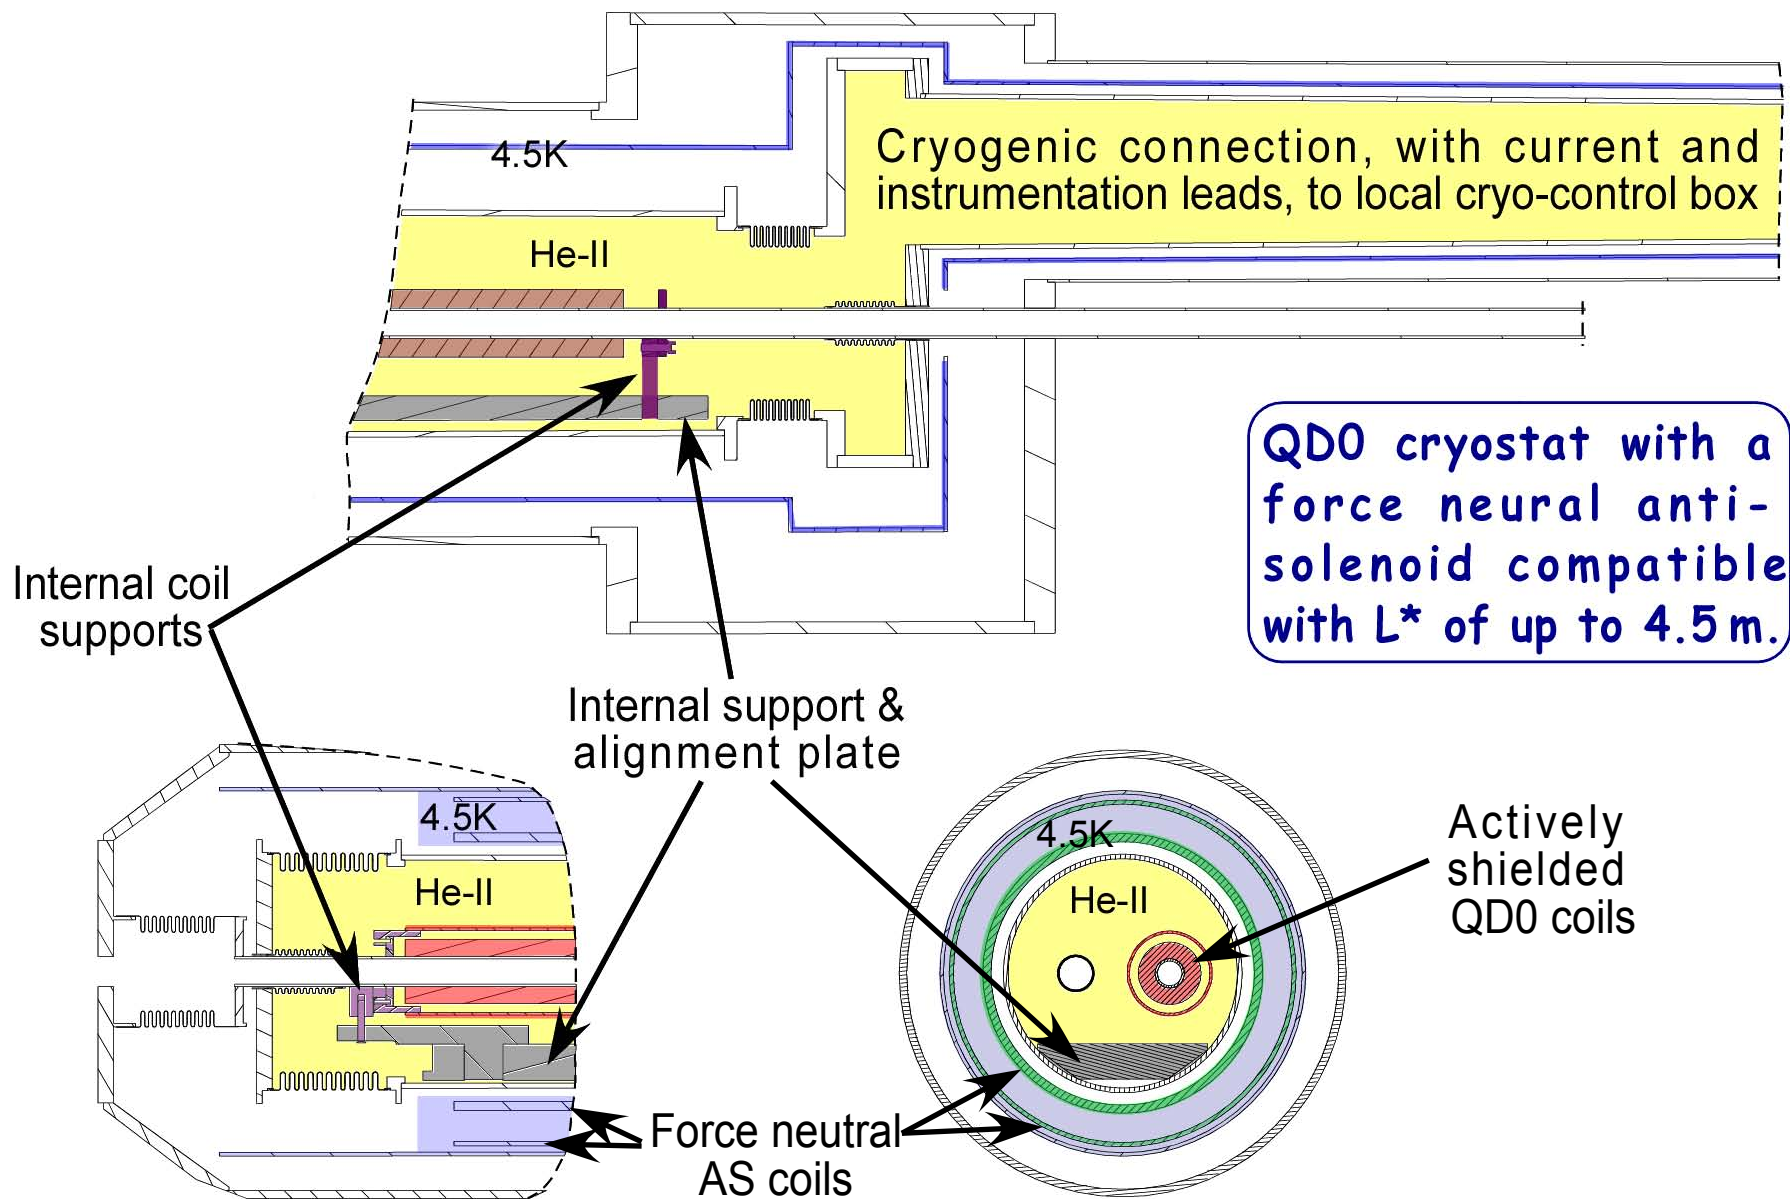 4.5K
Cryogenic connection, with current and
instrumentation leads, to local cryo-control box
He-II
QD0 cryostat with a
force neural anti-
solenoid compatible
with L* of up to 4.5 m.
Internal coil
supports
Internal support &
alignment plate
4.5K
He-II
4.5K
He-II
Actively
shielded
QD0 coils
Force neutral
AS coils